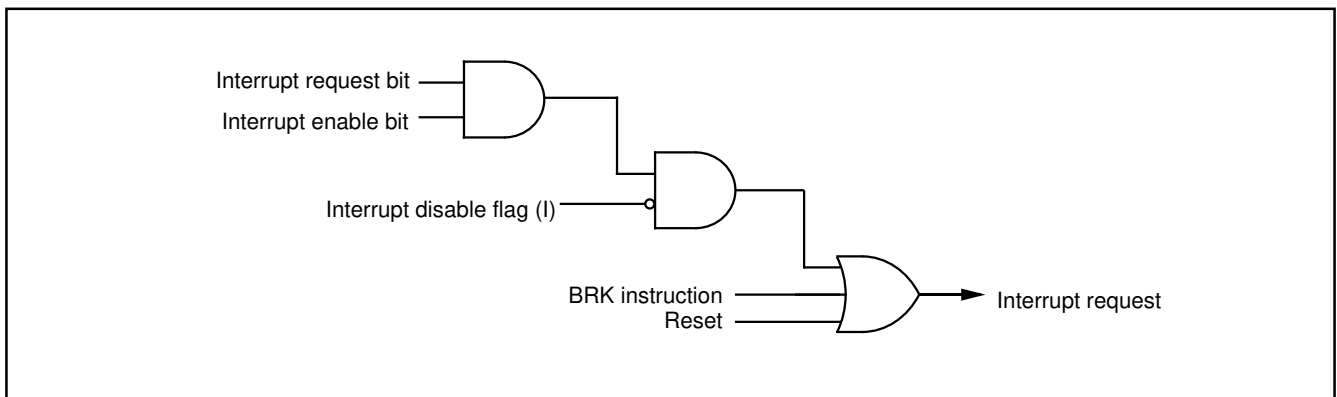 Interrupt request bit
Interrupt enable bit
Interrupt disable flag (I)
BRK instruction
Reset
Interrupt request